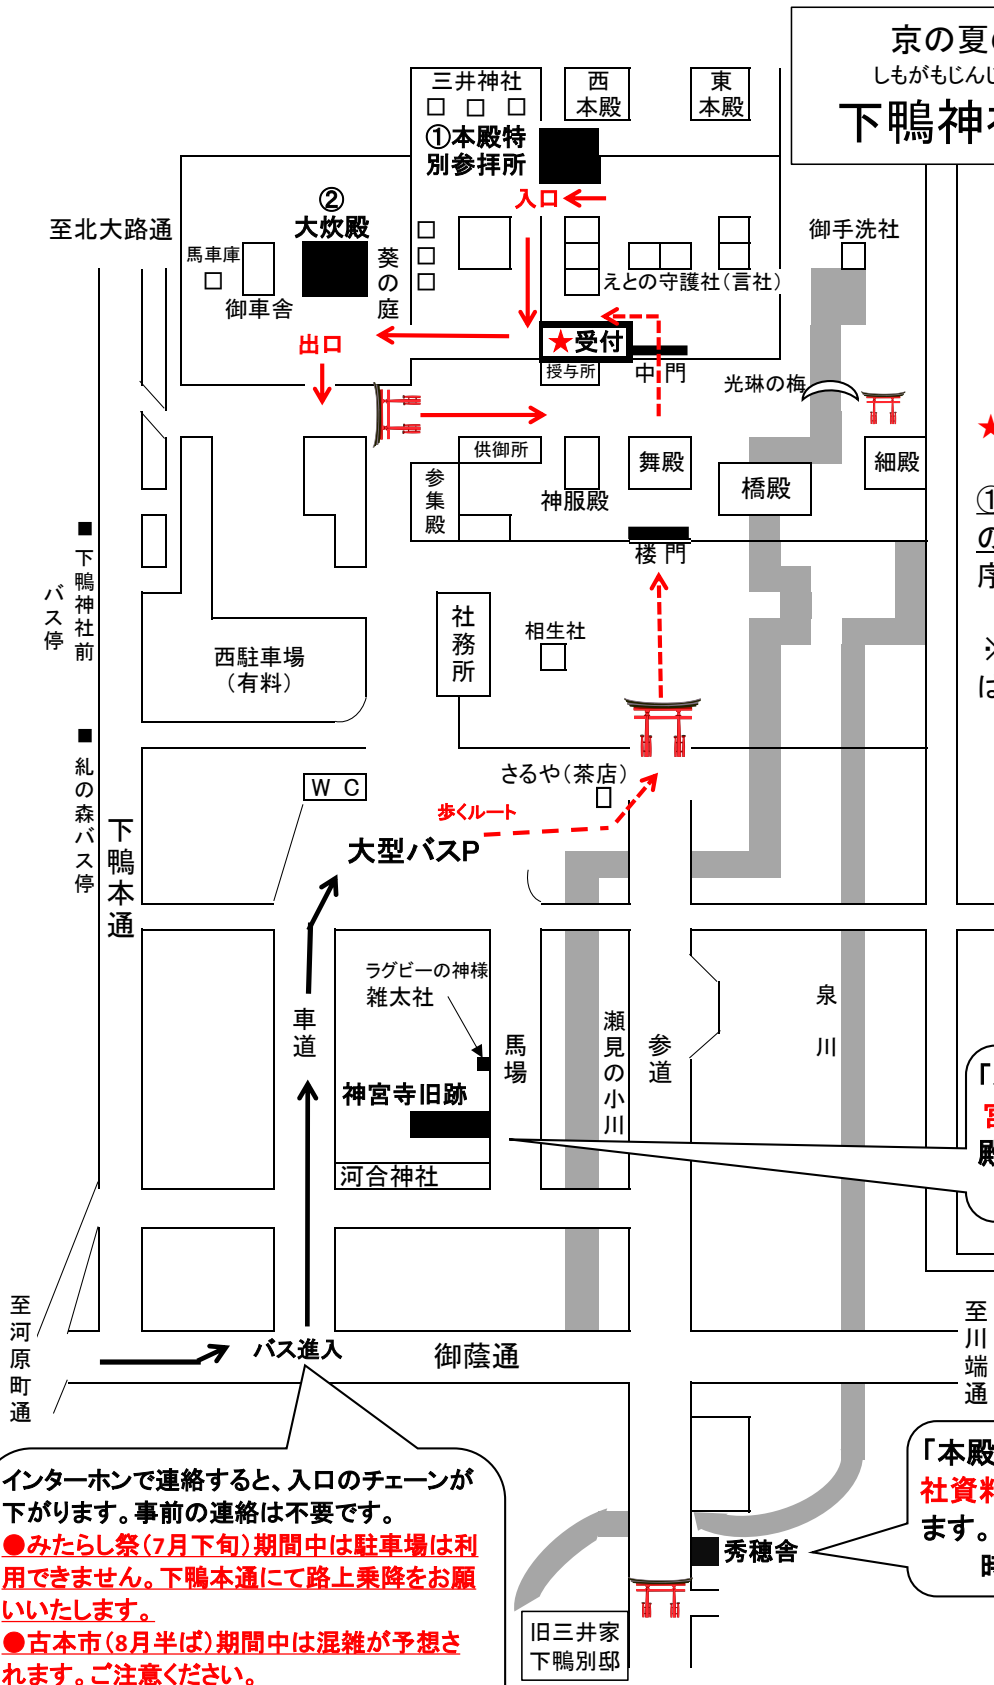 京の夏
しもがもじんじ
下鴨神社
三井神社
西
本殿
東
本殿
①本殿特
別参拝所
入口
②
大炊殿
至北大路通
馬車庫
御車舎
葵の庭
えとの守護社(言社)
御手洗社
出口
★受付
授与所
中門
光琳の梅
★
供御所
参集殿
神服殿
舞殿
橋殿
細殿
①
の
序
※
は
楼門
■下鴨神社前
バス停
社務所
相生社
西駐車場
(有料)
■糺の森バス停
さるや(茶店)
WC
歩くルート
大型バスP
下鴨本通
ラグビーの神様
雑太社
車道
馬場
瀬見の小川
参道
泉川
神宮寺旧跡
河合神社
「
宮
殿
至河原町通
バス進入
御蔭通
至川端通
インターホンで連絡すると、入口のチェーンが
下がります。事前の連絡は不要です。
●みたらし祭(7月下旬)期間中は駐車場は利
用できません。下鴨本通にて路上乗降をお願
いいたします。
●古本市(8月半ば)期間中は混雑が予想さ
れます。ご注意ください。
「本殿
社資料
ます。
時
秀穂舎
旧三井家
下鴨別邸